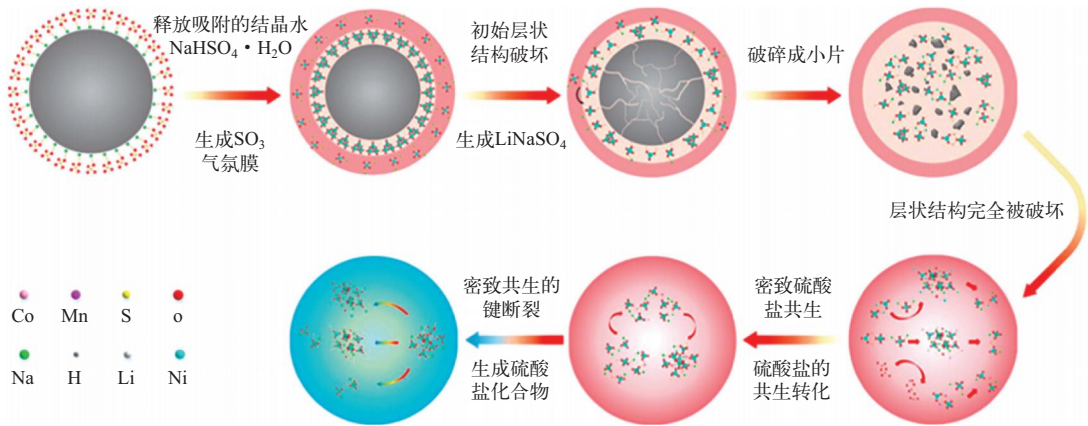 释放吸附的结晶水
NaHSO₄・H₂O
生成SO₃
气氛膜
初始层状
结构破坏
生成LiNaSO₄
破碎成小片
层状结构完全被破坏
密致硫酸
盐共生
硫酸盐的
共生转化
密致共生的
键断裂
生成硫酸
盐化合物
Co Mn S o
Na H Li Ni